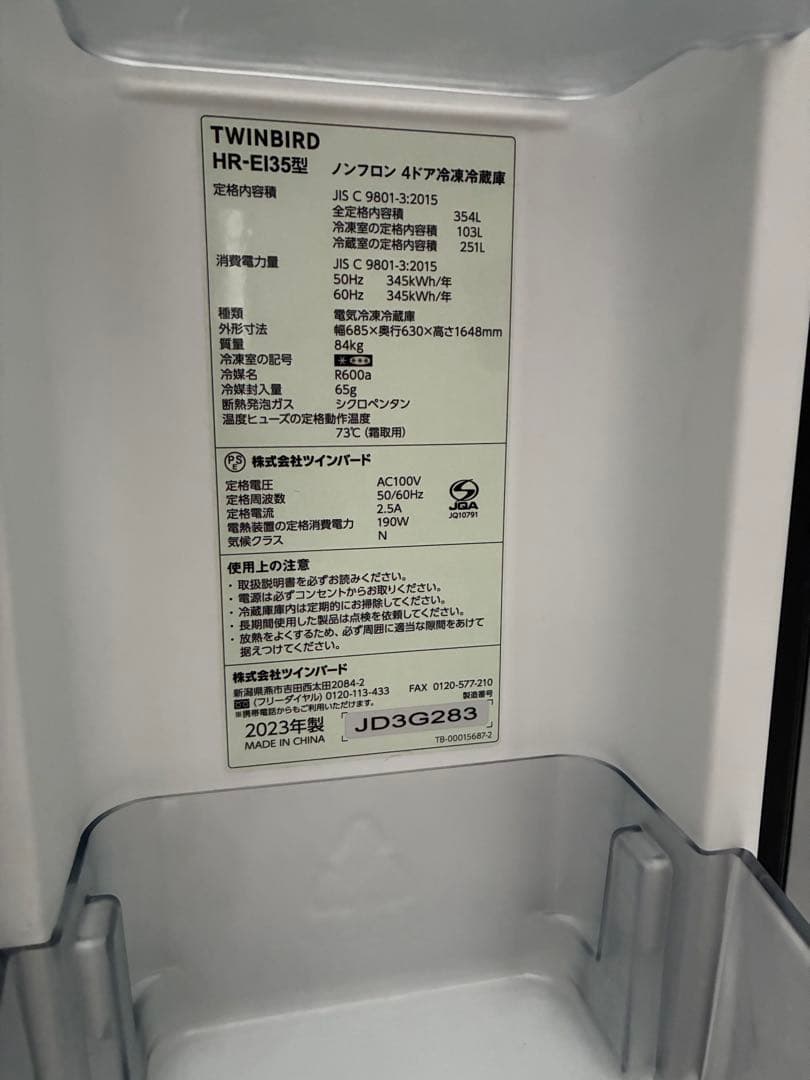 TWINBIRD
HR-EI35型 ノンフロン 4ドア冷凍冷蔵庫
定格内容積 JIS C 9801-3:2015
全定格内容積 354L
冷凍室の定格内容積 103L
冷蔵室の定格内容積 251L
消費電力量 JIS C 9801-3:2015
50Hz 345kWh/年
60Hz 345kWh/年
種類 電気冷凍冷蔵庫
外形寸法 幅685×奥行630×高さ1648mm
質量 84kg
冷凍室の記号
冷媒名 R600a
冷媒封入量 65g
断熱発泡ガス シクロペンタン
温度ヒューズの定格動作温度
73℃（霜取用）
PSE 株式会社ツインバード
定格電圧 AC100V
定格周波数 50/60Hz
定格電流 2.5A
電熱装置の定格消費電力 190W
気候クラス N
JQA
JQ10791
使用上の注意
・取扱説明書を必ずお読みください。
・電源は必ずコンセントからお取りください。
・冷蔵庫庫内は定期的にお掃除してください。
・長期間使用した製品は点検を依頼してください。
・放熱をよくするため、必ず周囲に適当な隙間をあけて
据えつけてください。
株式会社ツインバード
新潟県燕市吉田西太田2084-2
（フリーダイヤル）0120-113-433 FAX 0120-577-210
※携帯電話からもご利用いただけます。 製造番号
2023年製 JD3G283
MADE IN CHINA TB-00015687-2